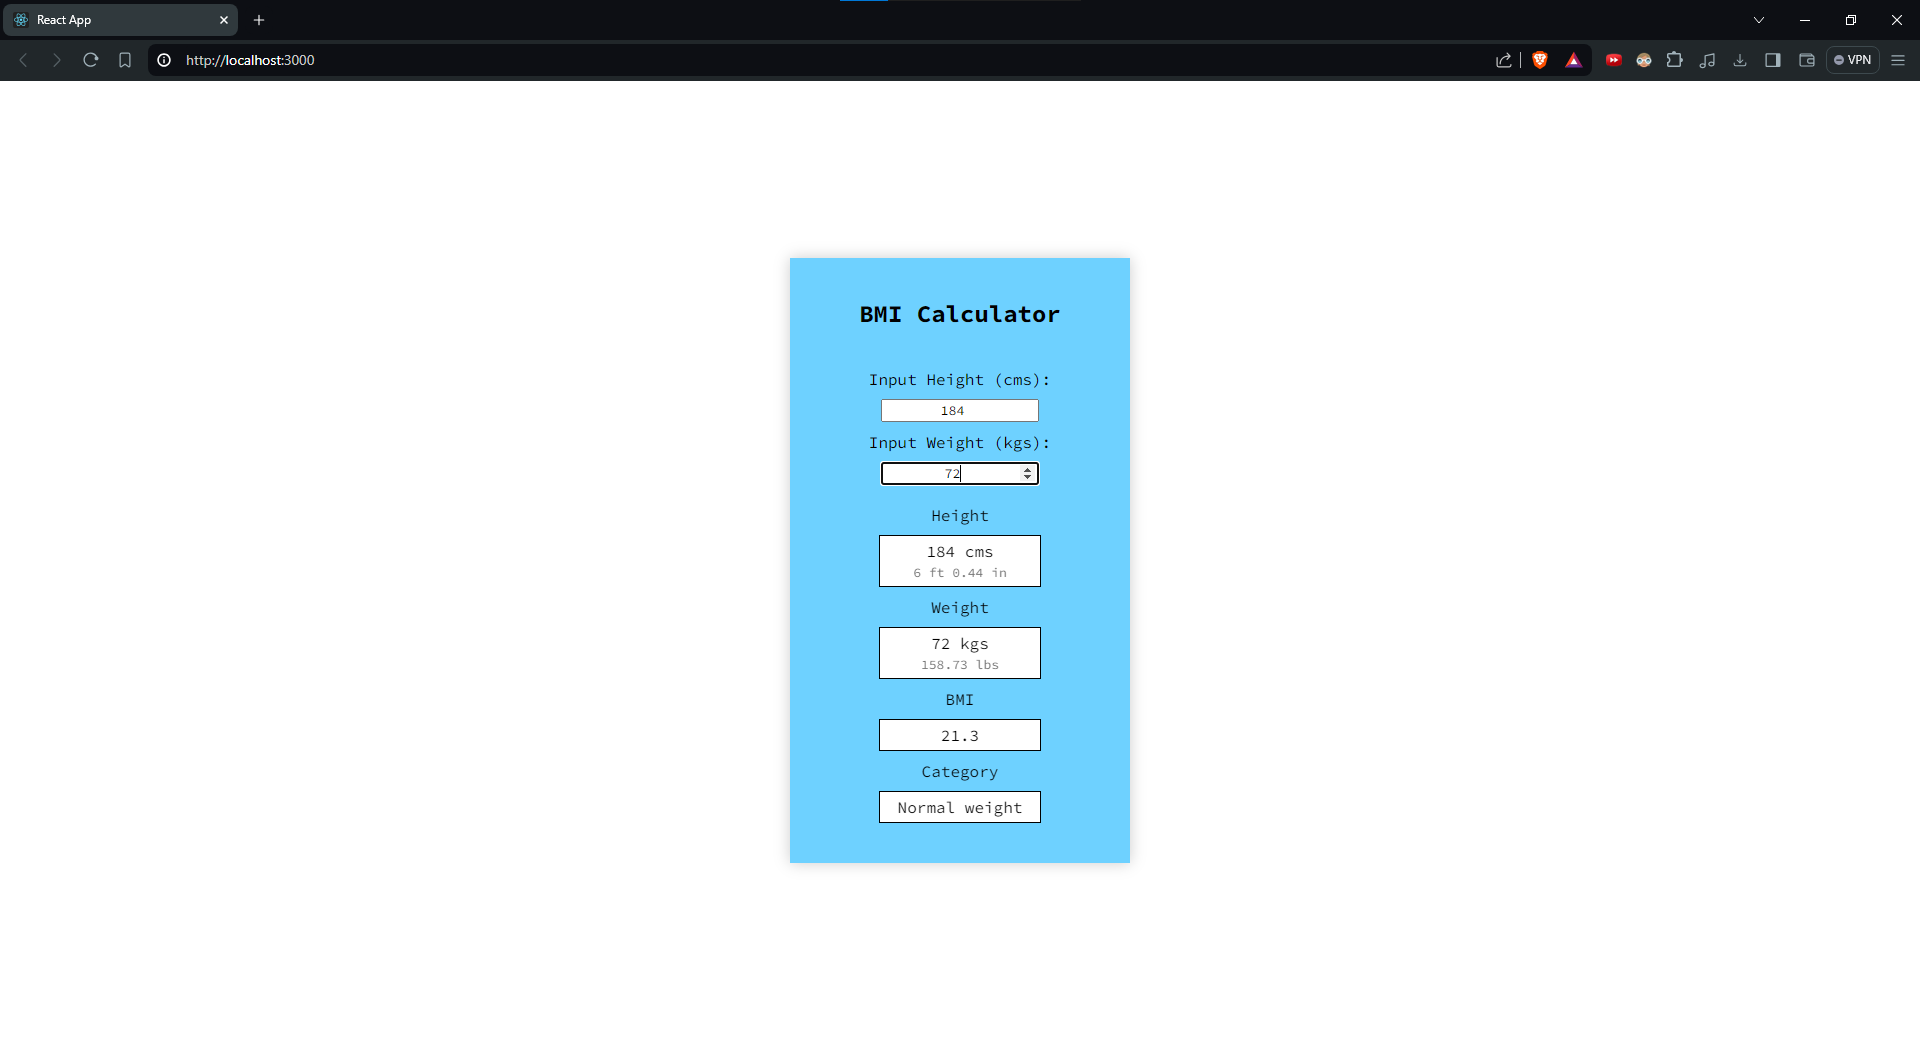 React App
http://localhost:3000
VPN
BMI Calculator
Input Height (cms):
184
Input Weight (kgs):
72
Height
184 cms
6 ft 0.44 in
Weight
72 kgs
158.73 lbs
BMI
21.3
Category
Normal weight